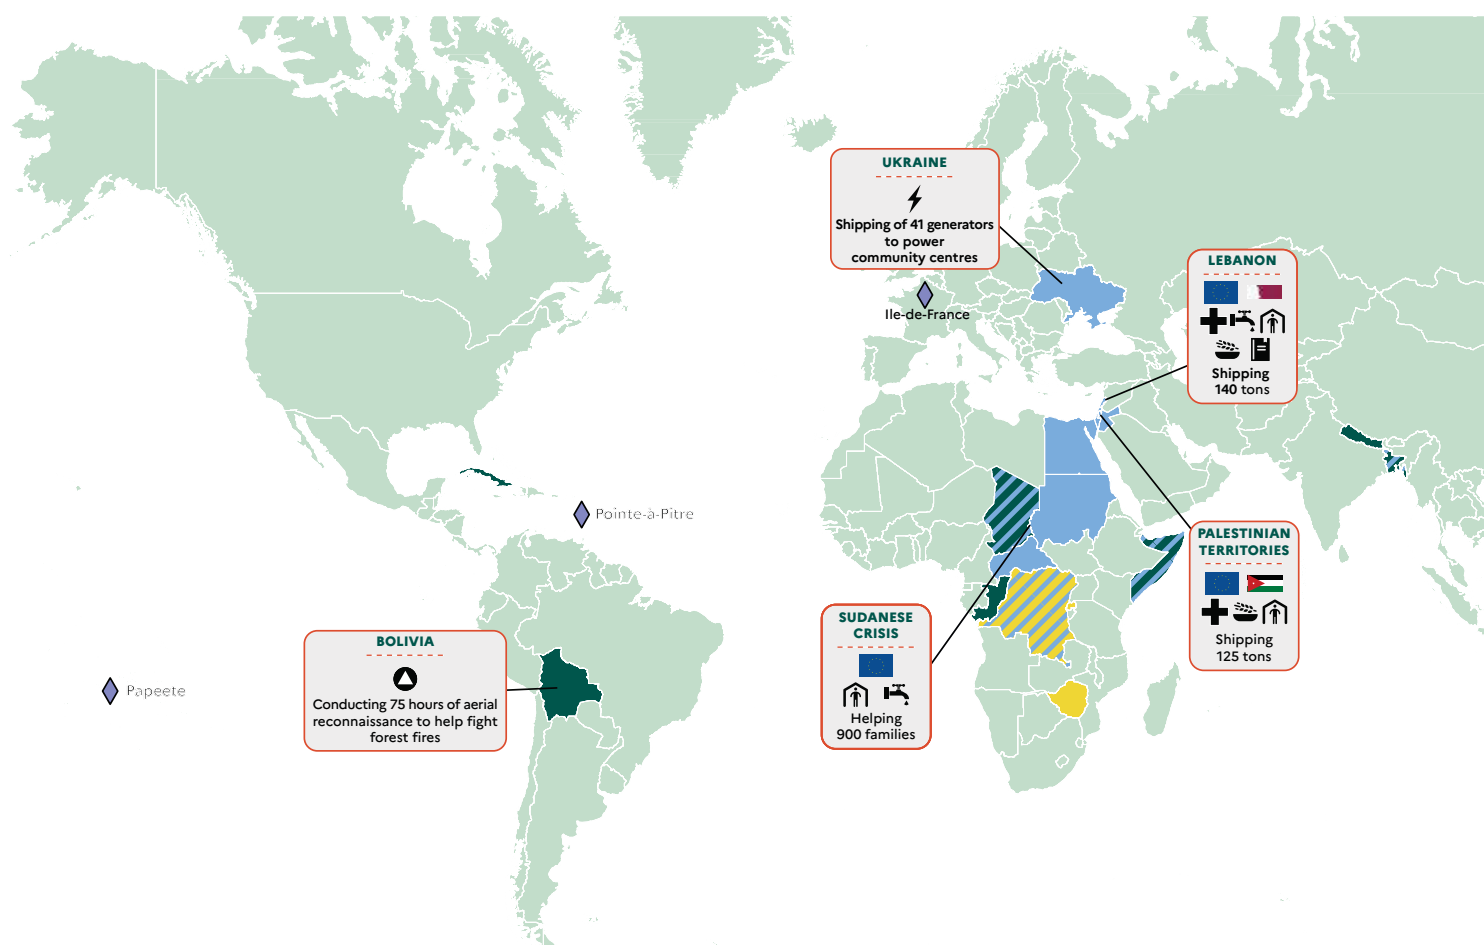 UKRAINE
Shipping of 41 generators
to power
community centres
Ile-de-France
LEBANON
Shipping
140 tons
Pointe-à-Pitre
PALESTINIAN
TERRITORIES
Shipping
125 tons
SUDANESE
CRISIS
Helping
900 families
BOLIVIA
Conducting 75 hours of aerial
reconnaissance to help fight
forest fires
Papeete